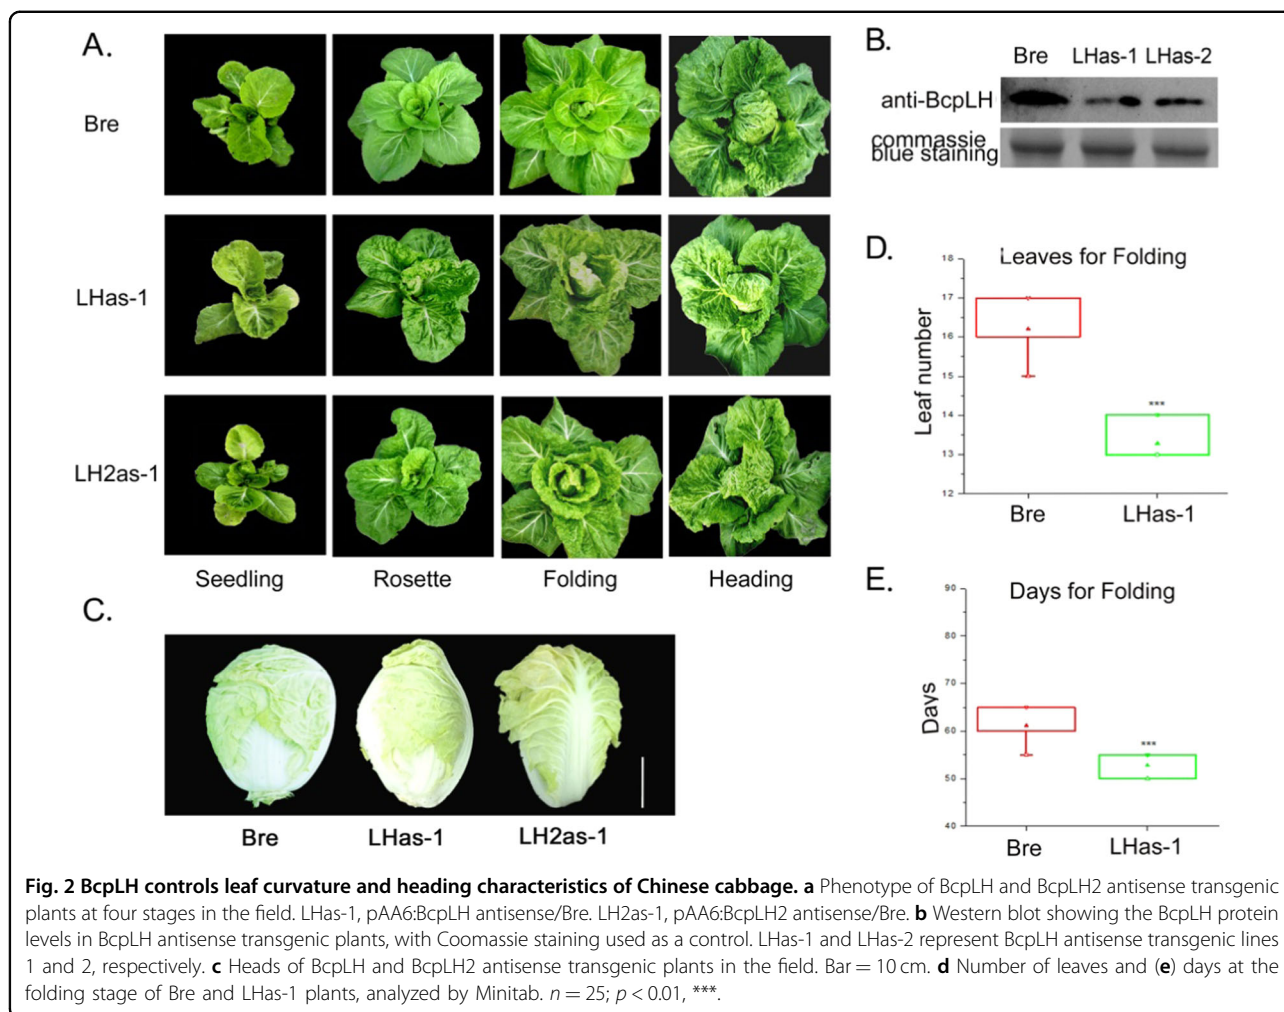 A.
Bre
LHas-1
LH2as-1
Seedling Rosette Folding Heading
B.
Bre LHas-1 LHas-2
anti-BcpLH
commassie
blue staining
C.
Bre LHas-1 LH2as-1
D.
Leaves for Folding
Leaf number
18
17
16
15
14
13
12
***
Bre LHas-1
E.
Days for Folding
Days
90
80
70
60
50
40
***
Bre LHas-1
Fig. 2 BcpLH controls leaf curvature and heading characteristics of Chinese cabbage. a Phenotype of BcpLH and BcpLH2 antisense transgenic
plants at four stages in the field. LHas-1, pAA6:BcpLH antisense/Bre. LH2as-1, pAA6:BcpLH2 antisense/Bre. b Western blot showing the BcpLH protein
levels in BcpLH antisense transgenic plants, with Coomassie staining used as a control. LHas-1 and LHas-2 represent BcpLH antisense transgenic lines
1 and 2, respectively. c Heads of BcpLH and BcpLH2 antisense transgenic plants in the field. Bar = 10 cm. d Number of leaves and (e) days at the
folding stage of Bre and LHas-1 plants, analyzed by Minitab. n = 25; p < 0.01, ***.